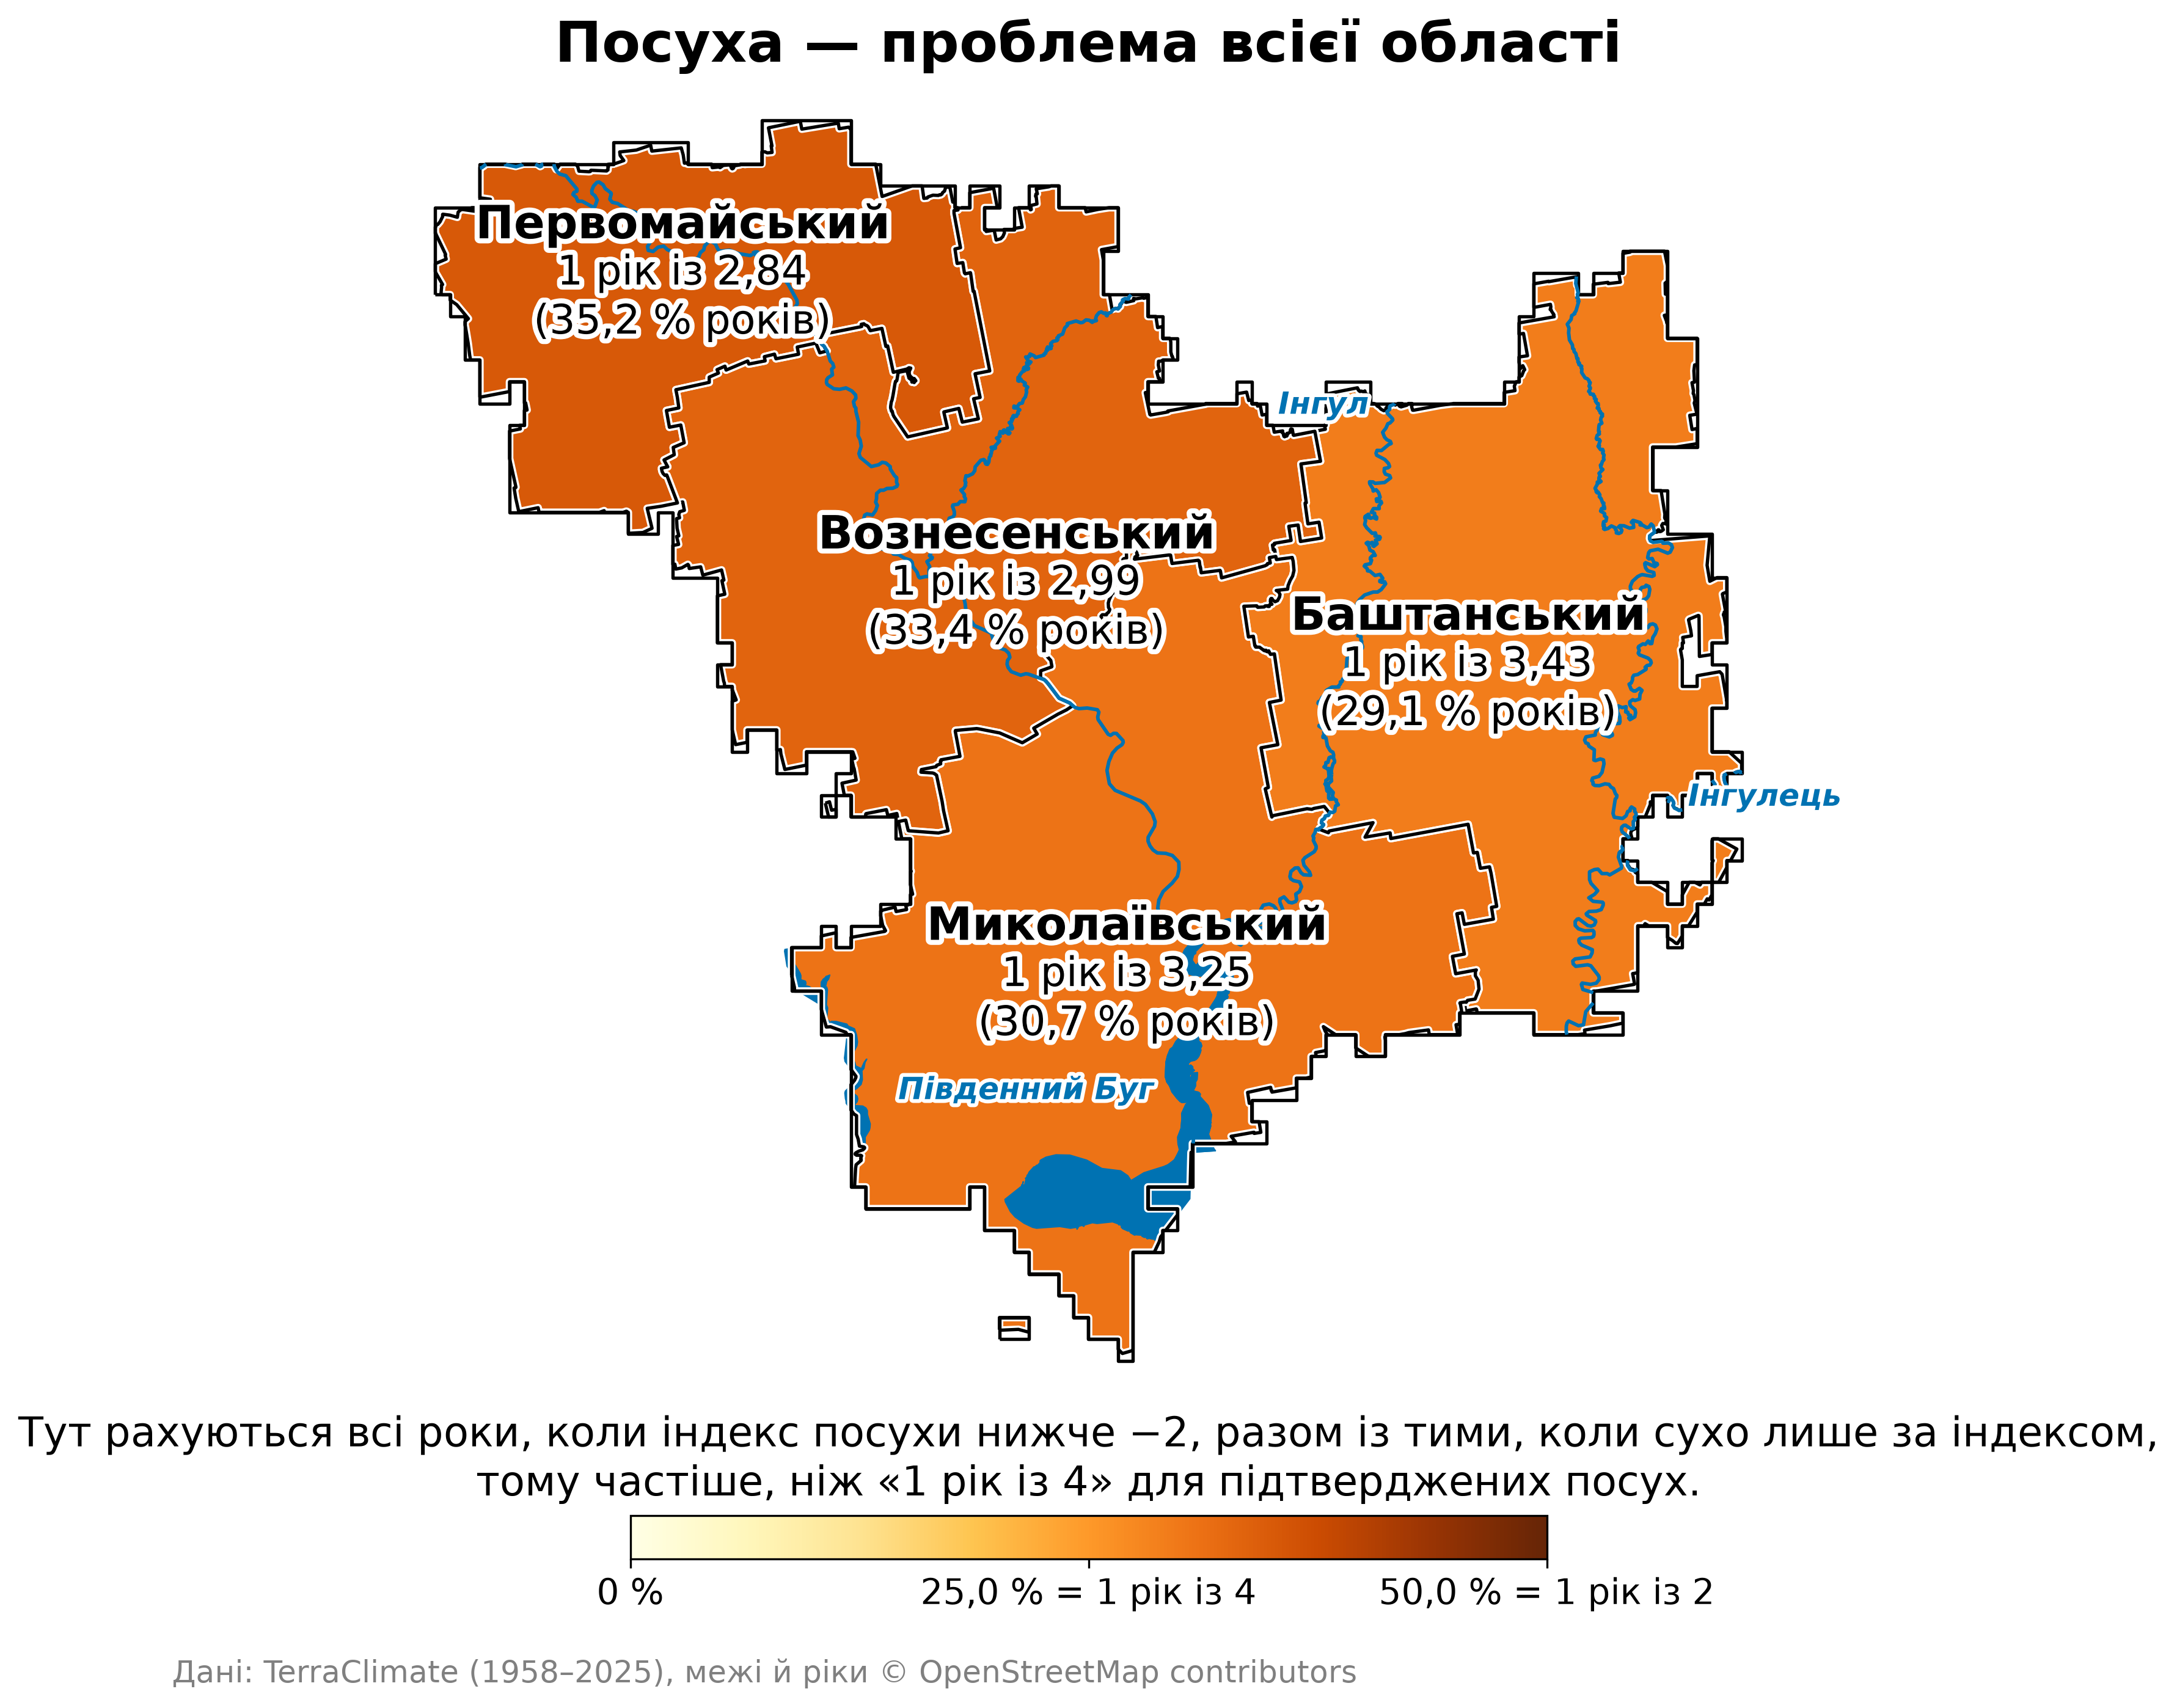 Посуха — проблема всієї області
Первомайський
1 рік із 2,84
(35,2 % років)
Інгул
Вознесенський
1 рік із 2,99
(33,4 % років)
Баштанський
1 рік із 3,43
(29,1 % років)
Інгулець
Миколаївський
1 рік із 3,25
(30,7 % років)
Південний Буг
Тут рахуються всі роки, коли індекс посухи нижче −2, разом із тими, коли сухо лише за індексом,
тому частіше, ніж «1 рік із 4» для підтверджених посух.
0 %
25,0 % = 1 рік із 4
50,0 % = 1 рік із 2
Дані: TerraClimate (1958–2025), межі й ріки © OpenStreetMap contributors